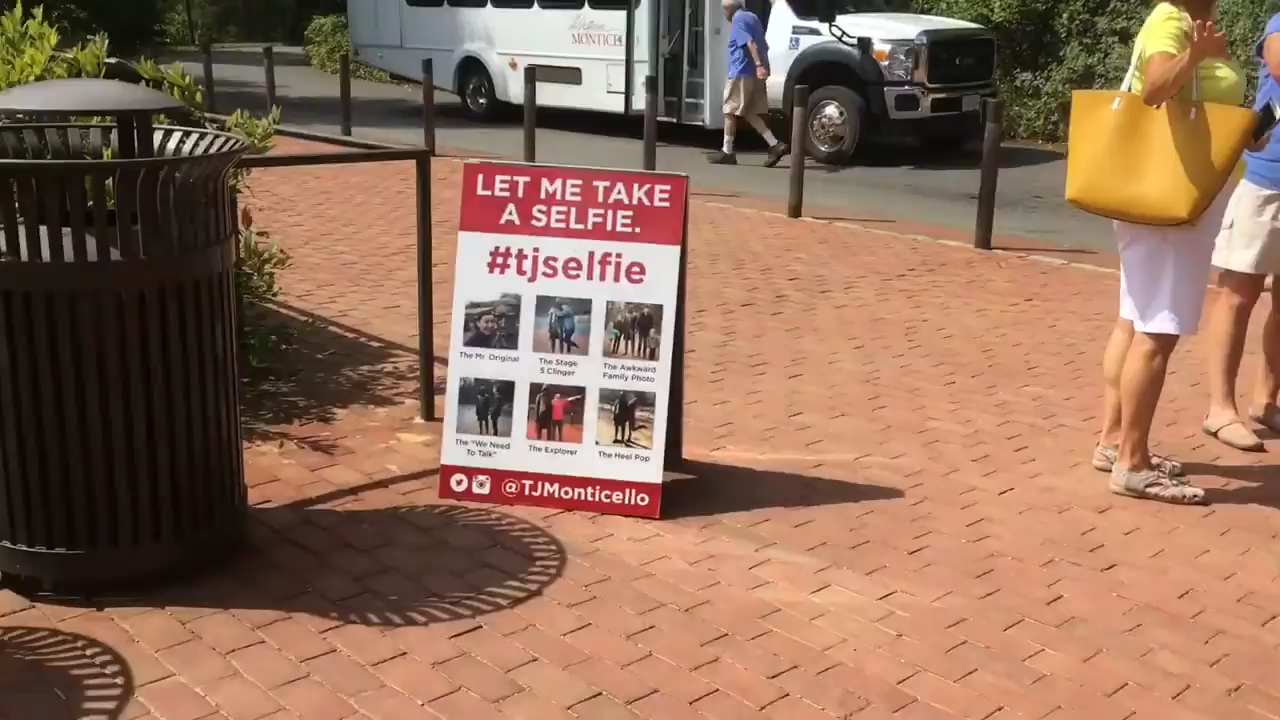 MONTICE
LET ME TAKE
A SELFIE.
#tjselfie
The Mr. Original
The Stage
5 Clinger
The Awkward
Family Photo
The "We Need
To Talk"
The Explorer
The Heel Pop
@TJMonticello